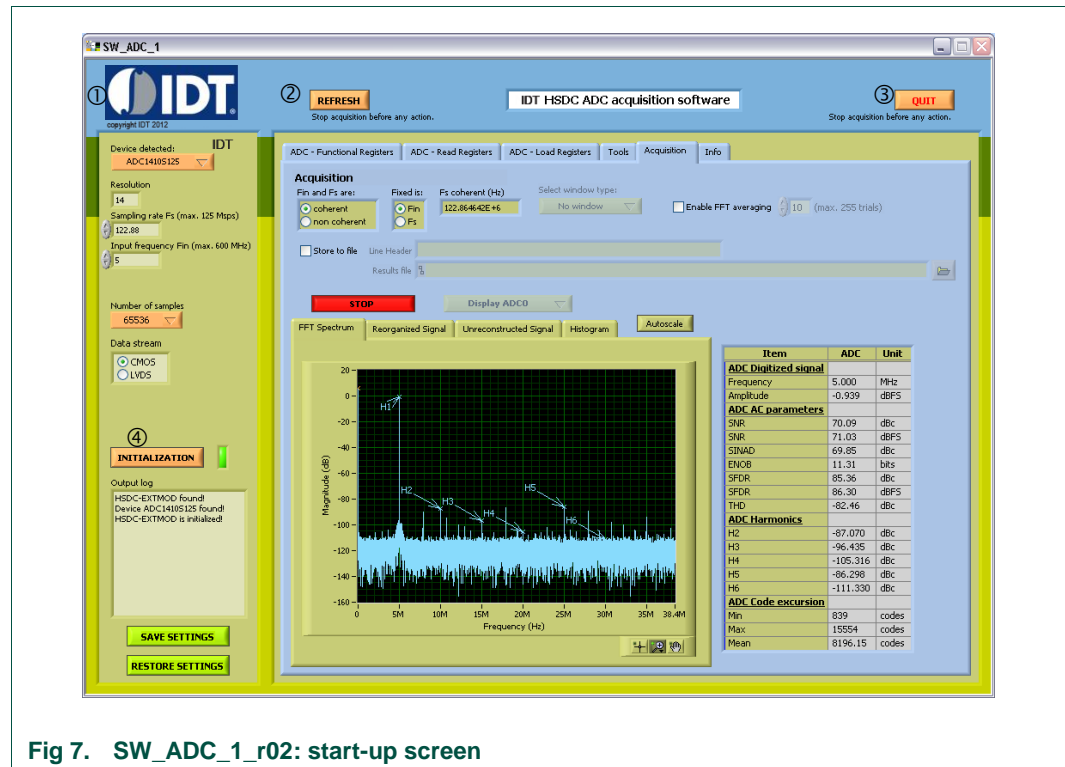 SW_ADC_1
① IDT ② REFRESH IDT HSDC ADC acquisition software ③ QUIT
copyright IDT 2012
Stop acquisition before any action. Stop acquisition before any action.
IDT
Device detected:
ADC1410S125
Resolution
14
Sampling rate Fs (max. 125 Msps)
122.88
Input frequency Fin (max. 600 MHz)
5
Number of samples
65536
Data stream
CMOS
LVDS
④
INITIALIZATION
Output log
HSDC-EXTMOD found!
Device ADC1410S125 found!
HSDC-EXTMOD is initialized!
SAVE SETTINGS
RESTORE SETTINGS
ADC - Functional Registers ADC - Read Registers ADC - Load Registers Tools Acquisition Info
Acquisition
Fin and Fs are: Fixed is: Fs coherent (Hz) Select window type:
coherent Fin 122.864642E+6 No window Enable FFT averaging 10 (max. 255 trials)
non coherent Fs
Store to file Line Header
Results file
STOP Display ADC0
FFT Spectrum Reorganized Signal Unreconstructed Signal Histogram Autoscale
Magnitude (dB)
20
0
-20
-40
-60
-80
-100
-120
-140
-160
H1
H2
H3
H4
H5
H6
0 5M 10M 15M 20M 25M 30M 35M 38.4M
Frequency (Hz)
Item ADC Unit
ADC Digitized signal
Frequency 5.000 MHz
Amplitude -0.939 dBFS
ADC AC parameters
SNR 70.09 dBc
SNR 71.03 dBFS
SINAD 69.85 dBc
ENOB 11.31 bits
SFDR 85.36 dBc
SFDR 86.30 dBFS
THD -82.46 dBc
ADC Harmonics
H2 -87.070 dBc
H3 -96.435 dBc
H4 -105.316 dBc
H5 -86.298 dBc
H6 -111.330 dBc
ADC Code excursion
Min 839 codes
Max 15554 codes
Mean 8196.15 codes
Fig 7. SW_ADC_1_r02: start-up screen